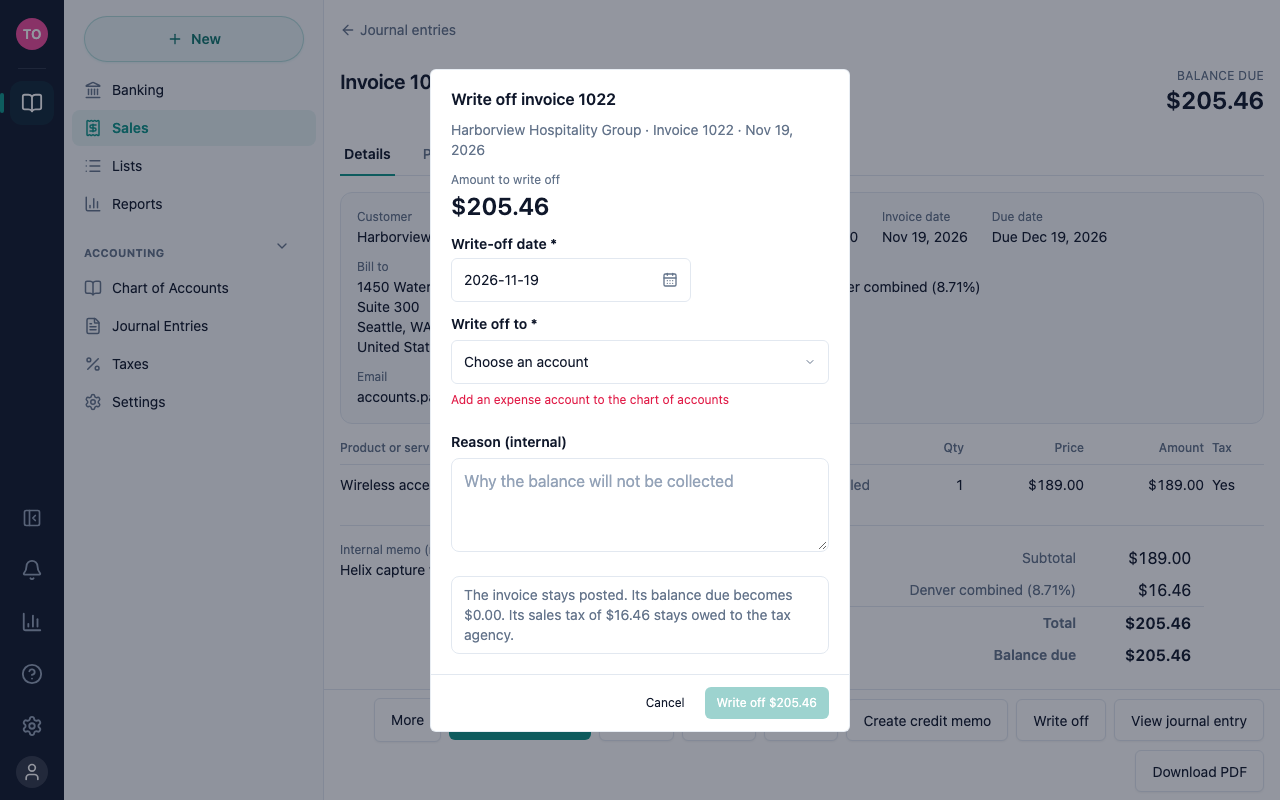 TO
New
Banking
Sales
Lists
Reports
ACCOUNTING
Chart of Accounts
Journal Entries
Taxes
Settings
Journal entries
Invoice 10
BALANCE DUE
$205.46
Details
Customer
Harborview
Invoice date
Nov 19, 2026
Due date
Due Dec 19, 2026
Bill to
1450 Water
Suite 300
Seattle, WA
United Stat
combined (8.71%)
Email
accounts.pa
Product or serv
Qty
Price
Amount
Tax
Wireless acce
1
$189.00
$189.00
Yes
Internal memo
Helix capture
Subtotal
$189.00
Denver combined (8.71%)
$16.46
Total
$205.46
Balance due
$205.46
More
Create credit memo
Write off
View journal entry
Download PDF
Write off invoice 1022
Harborview Hospitality Group · Invoice 1022 · Nov 19,
2026
Amount to write off
$205.46
Write-off date *
2026-11-19
Write off to *
Choose an account
Add an expense account to the chart of accounts
Reason (internal)
Why the balance will not be collected
The invoice stays posted. Its balance due becomes
$0.00. Its sales tax of $16.46 stays owed to the tax
agency.
Cancel
Write off $205.46